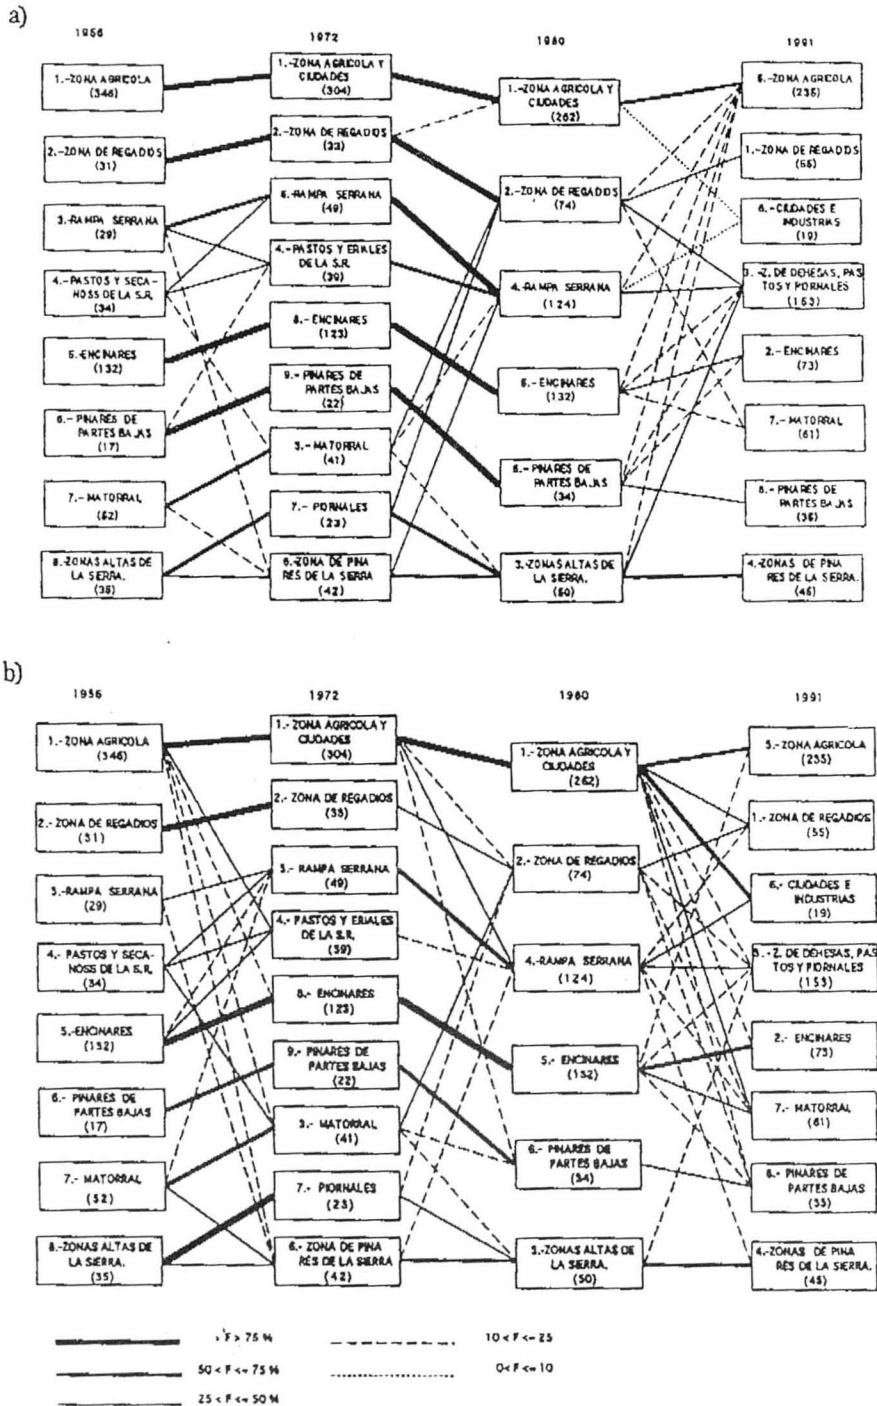 a)
1956
1972
1980
1991
1.-ZONA AGRICOLA
(346)
2.-ZONA DE REGADIOS
(31)
3.-RAMPA SERRANA
(29)
4.-PASTOS Y SECA-
NOSS DE LA S.R.
(34)
5.-ENCINARES
(132)
6.-PINARES DE
PARTES BAJAS
(17)
7.-MATORRAL
(52)
8.-ZONAS ALTAS DE
LA SIERRA.
(35)
1.-ZONA AGRICOLA Y
CIUDADES
(304)
2.-ZONA DE REGADIOS
(33)
5.-RAMPA SERRANA
(49)
4.-PASTOS Y ERIALES
DE LA S.R.
(39)
8.-ENCINARES
(123)
9.-PINARES DE
PARTES BAJAS
(22)
3.-MATORRAL
(41)
7.-PIORNALES
(23)
6.-ZONA DE PINA
RES DE LA SIERRA
(42)
1.-ZONA AGRICOLA Y
CIUDADES
(262)
2.-ZONA DE REGADIOS
(74)
4.-RAMPA SERRANA
(124)
5.-ENCINARES
(132)
6.-PINARES DE
PARTES BAJAS
(34)
3.-ZONAS ALTAS DE
LA SIERRA.
(50)
5.-ZONA AGRICOLA
(235)
1.-ZONA DE REGADIOS
(55)
6.-CIUDADES E
INDUSTRIAS
(19)
3.-Z. DE DEHESAS, PAS
TOS Y PIORNALES
(153)
2.-ENCINARES
(73)
7.-MATORRAL
(61)
8.-PINARES DE
PARTES BAJAS
(35)
4.-ZONAS DE PINA
RES DE LA SIERRA.
(45)
b)
1956
1972
1980
1991
1.-ZONA AGRICOLA
(346)
2.-ZONA DE REGADIOS
(31)
3.-RAMPA SERRANA
(29)
4.-PASTOS Y SECA-
NOSS DE LA S.R.
(34)
5.-ENCINARES
(132)
6.-PINARES DE
PARTES BAJAS
(17)
7.-MATORRAL
(52)
8.-ZONAS ALTAS DE
LA SIERRA.
(35)
1.-ZONA AGRICOLA Y
CIUDADES
(304)
2.-ZONA DE REGADIOS
(33)
5.-RAMPA SERRANA
(49)
4.-PASTOS Y ERIALES
DE LA S.R.
(39)
8.-ENCINARES
(123)
9.-PINARES DE
PARTES BAJAS
(22)
3.-MATORRAL
(41)
7.-PIORNALES
(23)
6.-ZONA DE PINA
RES DE LA SIERRA
(42)
1.-ZONA AGRICOLA Y
CIUDADES
(262)
2.-ZONA DE REGADIOS
(74)
4.-RAMPA SERRANA
(124)
5.-ENCINARES
(132)
6.-PINARES DE
PARTES BAJAS
(34)
3.-ZONAS ALTAS DE
LA SIERRA.
(50)
5.-ZONA AGRICOLA
(235)
1.-ZONA DE REGADIOS
(55)
6.-CIUDADES E
INDUSTRIAS
(19)
3.-Z. DE DEHESAS, PAS
TOS Y PIORNALES
(153)
2.-ENCINARES
(73)
7.-MATORRAL
(61)
8.-PINARES DE
PARTES BAJAS
(35)
4.-ZONAS DE PINA
RES DE LA SIERRA.
(45)
F > 75 %
10 < F <= 25
50 < F <= 75 %
0 < F <= 10
25 < F <= 50 %